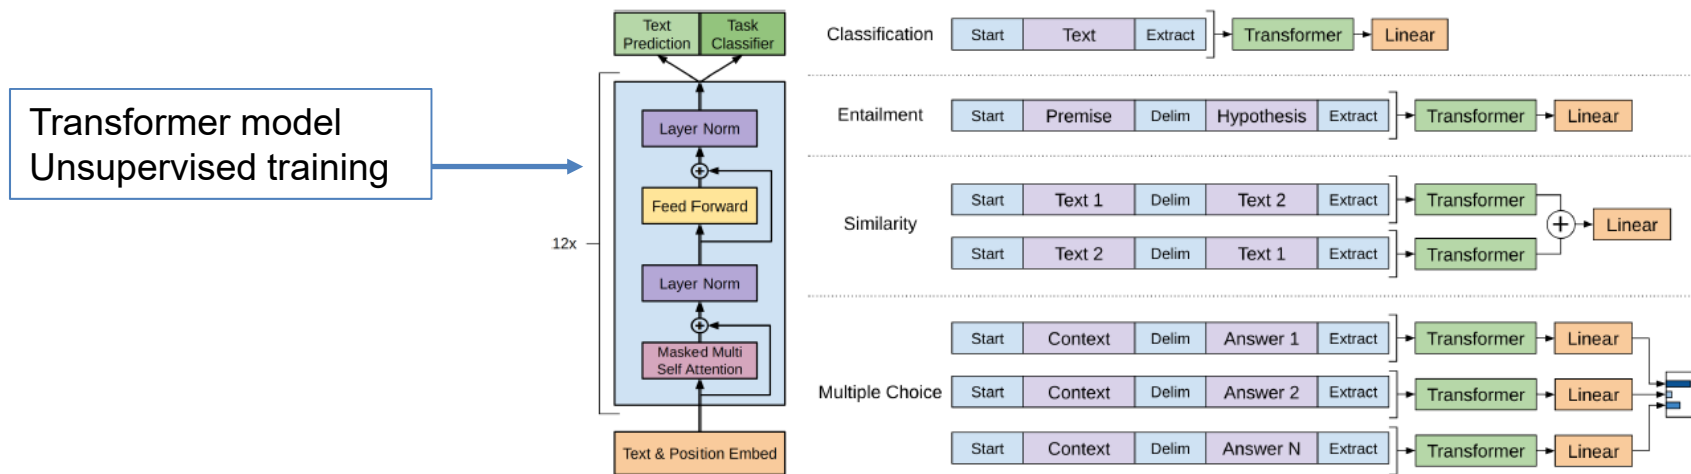 Transformer model
Unsupervised training
Text
Prediction
Task
Classifier
Layer Norm
Feed Forward
12x
Layer Norm
Masked Multi
Self Attention
Text & Position Embed
Classification
Start
Text
Extract
Transformer
Linear
Entailment
Start
Premise
Delim
Hypothesis
Extract
Transformer
Linear
Similarity
Start
Text 1
Delim
Text 2
Extract
Transformer
Start
Text 2
Delim
Text 1
Extract
Transformer
Linear
Multiple Choice
Start
Context
Delim
Answer 1
Extract
Transformer
Linear
Start
Context
Delim
Answer 2
Extract
Transformer
Linear
Start
Context
Delim
Answer N
Extract
Transformer
Linear